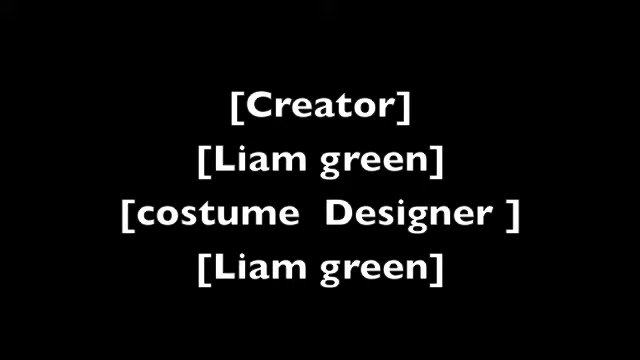 [Creator]
[Liam green]
[costume  Designer ]
[Liam green]